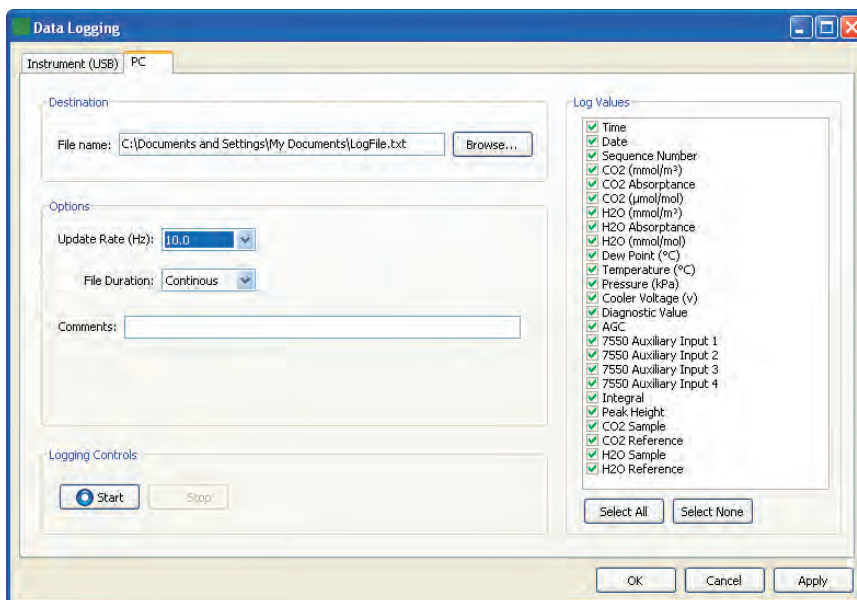 Data Logging
Instrument (USB) PC
Destination
File name: C:\Documents and Settings\My Documents\LogFile.txt Browse...
Options
Update Rate (Hz): 10.0
File Duration: Continous
Comments:
Logging Controls
Start Stop
Log Values
Time
Date
Sequence Number
CO2 (mmol/m³)
CO2 Absorptance
CO2 (µmol/mol)
H2O (mmol/m³)
H2O Absorptance
H2O (mmol/mol)
Dew Point (°C)
Temperature (°C)
Pressure (kPa)
Cooler Voltage (v)
Diagnostic Value
AGC
7550 Auxiliary Input 1
7550 Auxiliary Input 2
7550 Auxiliary Input 3
7550 Auxiliary Input 4
Integral
Peak Height
CO2 Sample
CO2 Reference
H2O Sample
H2O Reference
Select All Select None
OK Cancel Apply